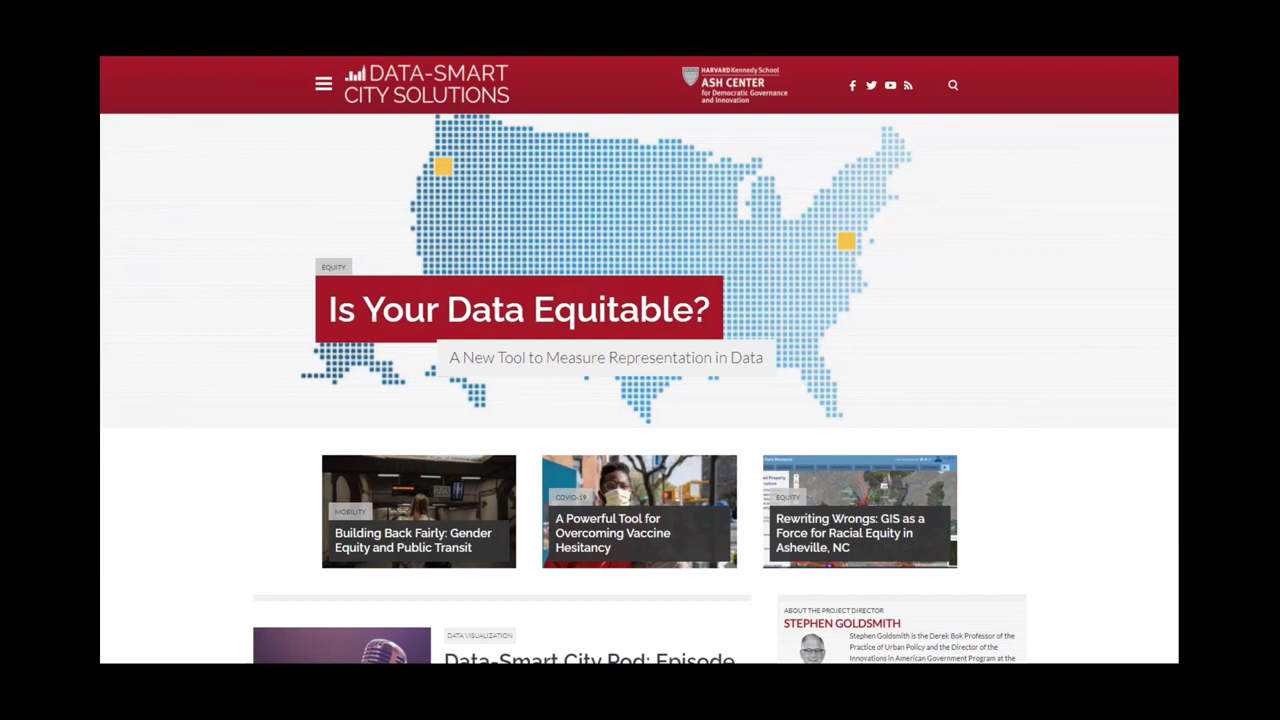 DATA-SMART
CITY SOLUTIONS
HARVARD Kennedy School
ASH CENTER
for Democratic Governance
and Innovation
EQUITY
Is Your Data Equitable?
A New Tool to Measure Representation in Data
MOBILITY
Building Back Fairly: Gender
Equity and Public Transit
COVID-19
A Powerful Tool for
Overcoming Vaccine
Hesitancy
EQUITY
Rewriting Wrongs: GIS as a
Force for Racial Equity in
Asheville, NC
DATA VISUALIZATION
Data-Smart City Pod: Episode
ABOUT THE PROJECT DIRECTOR
STEPHEN GOLDSMITH
Stephen Goldsmith is the Derek Bok Professor of the
Practice of Urban Policy and the Director of the
Innovations in American Government Program at the